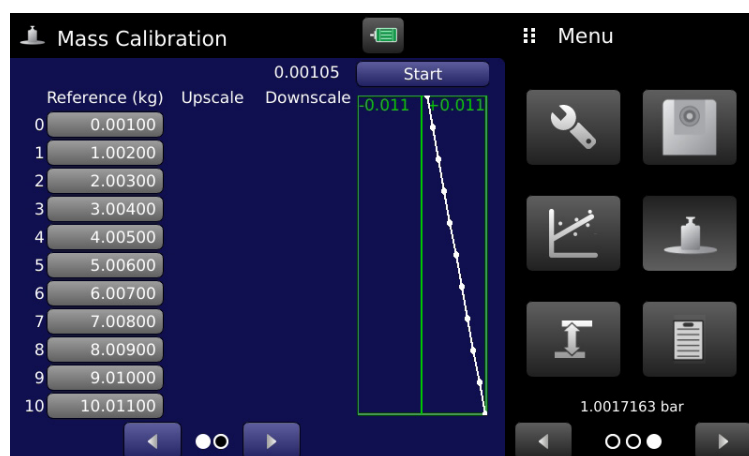 Mass Calibration
Menu
0.00105 Start
Reference (kg) Upscale Downscale
-0.011 +0.011
0 0.00100
1 1.00200
2 2.00300
3 3.00400
4 4.00500
5 5.00600
6 6.00700
7 7.00800
8 8.00900
9 9.01000
10 10.01100
1.0017163 bar